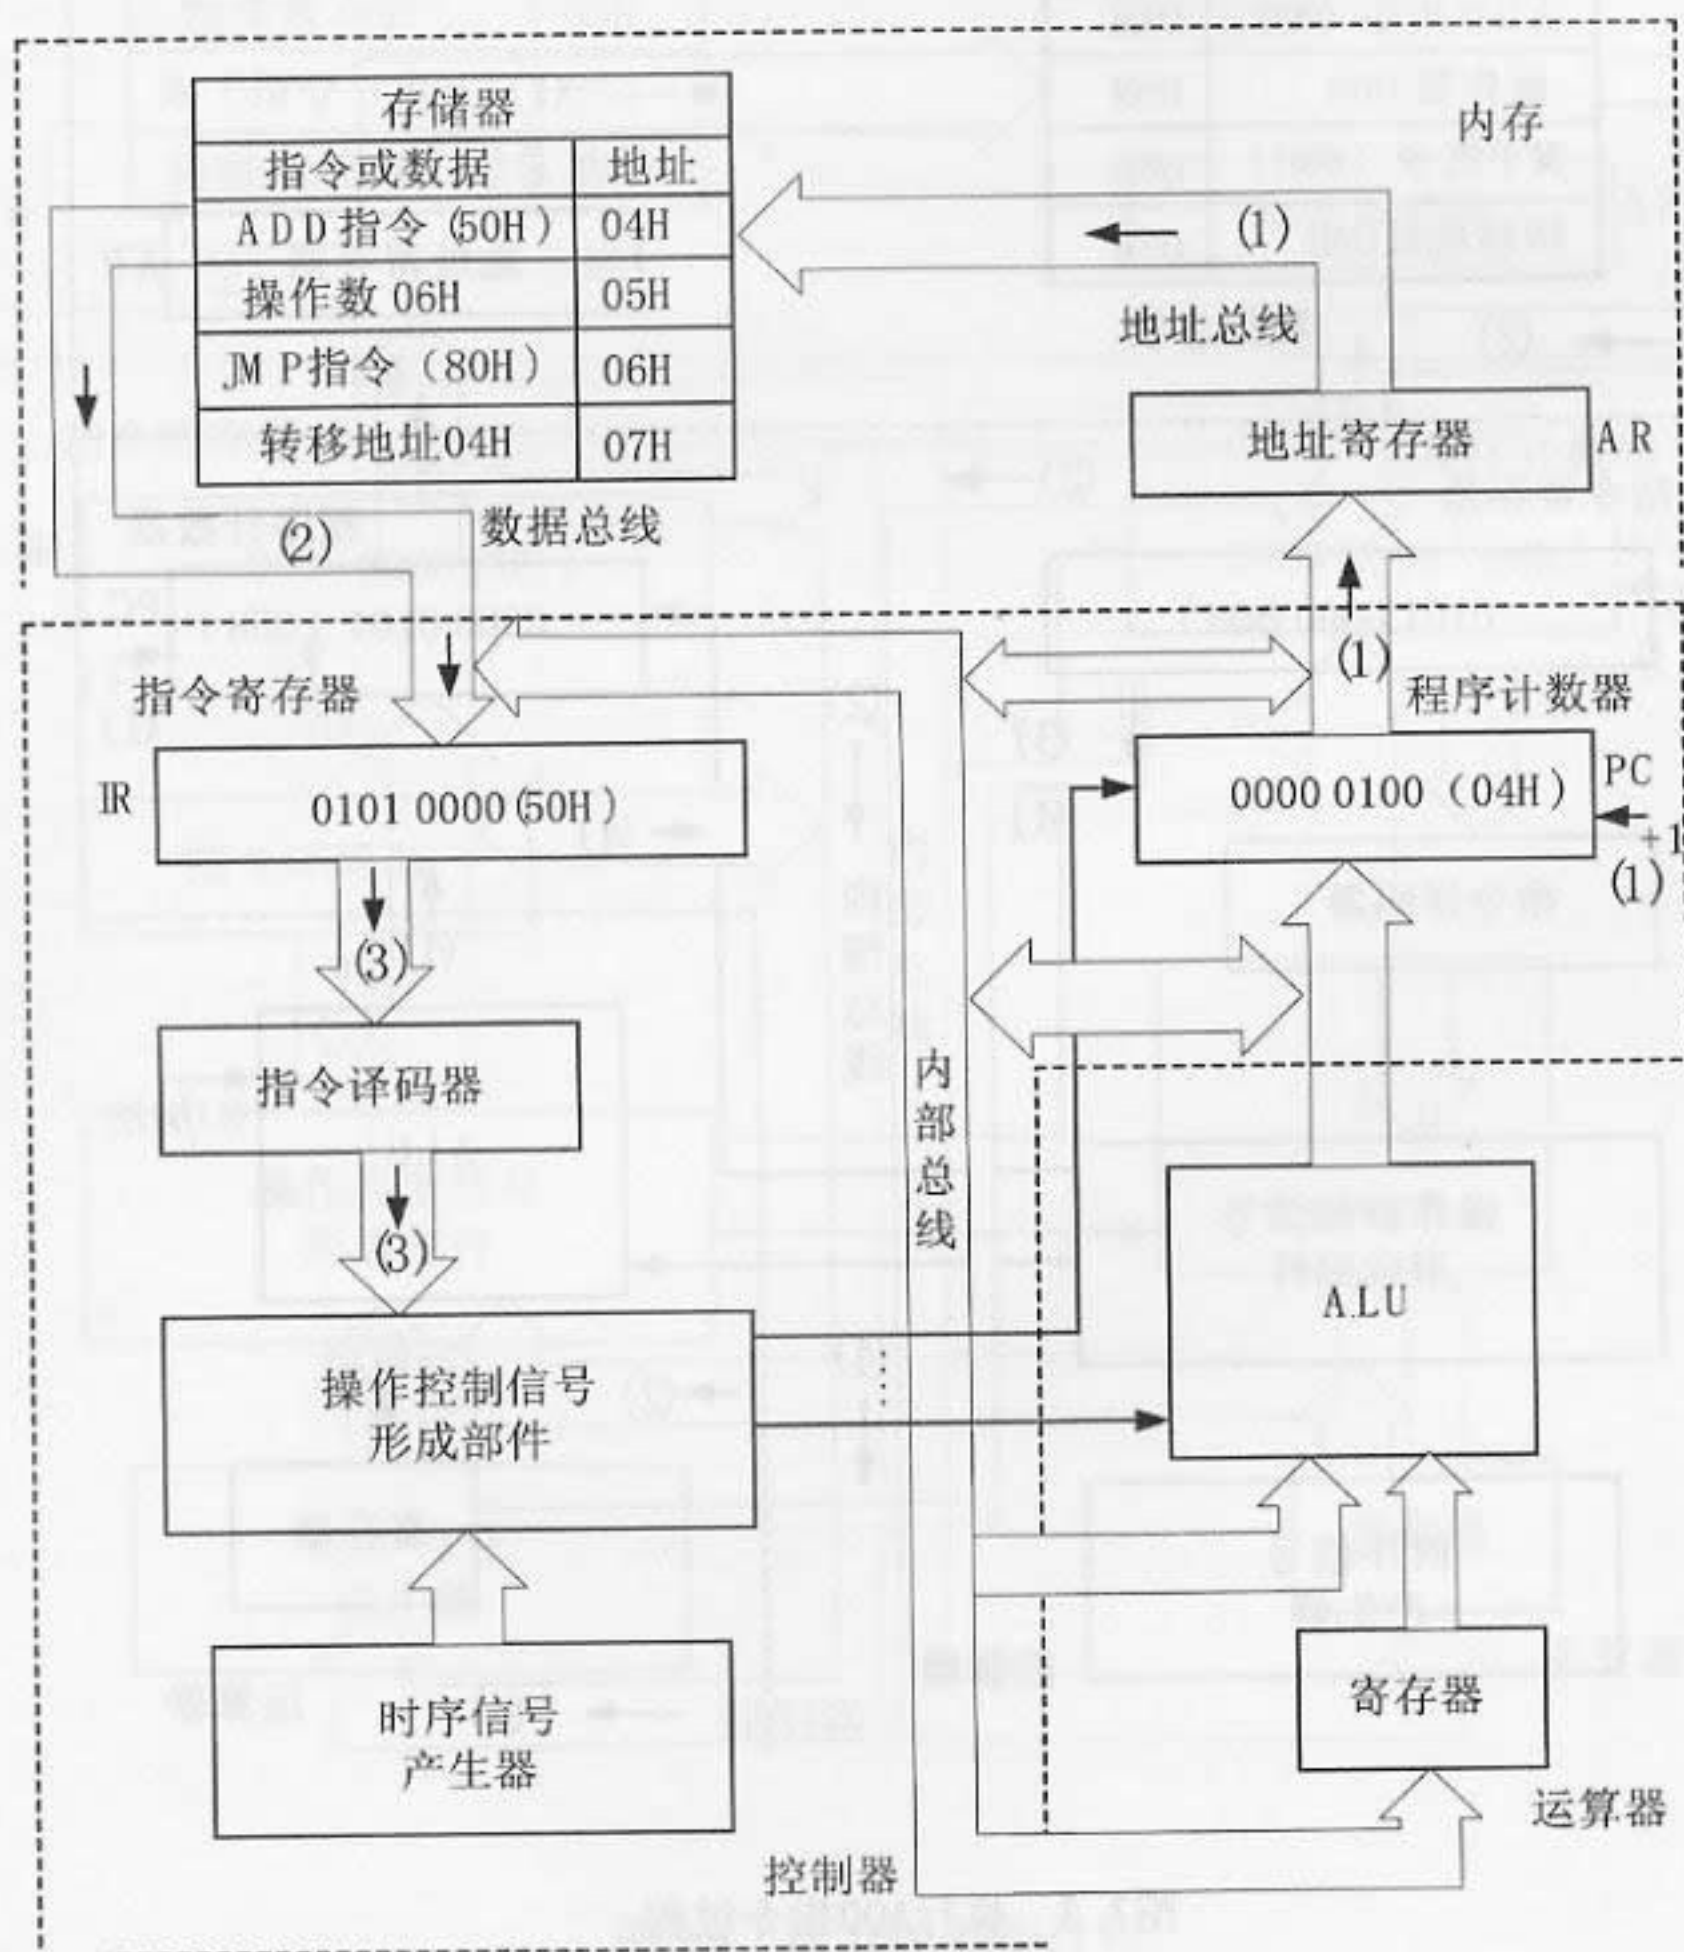 存储器
指令或数据 地址
ADD指令(50H) 04H
操作数06H 05H
JMP指令(80H) 06H
转移地址04H 07H
内存
(1)
地址总线
地址寄存器 AR
(2)
数据总线
(1)
指令寄存器
程序计数器
IR
0101 0000(50H)
0000 0100(04H)
PC
+1
(1)
(3)
指令译码器
(3)
内部总线
ALU
操作控制信号
形成部件
时序信号
产生器
寄存器
运算器
控制器